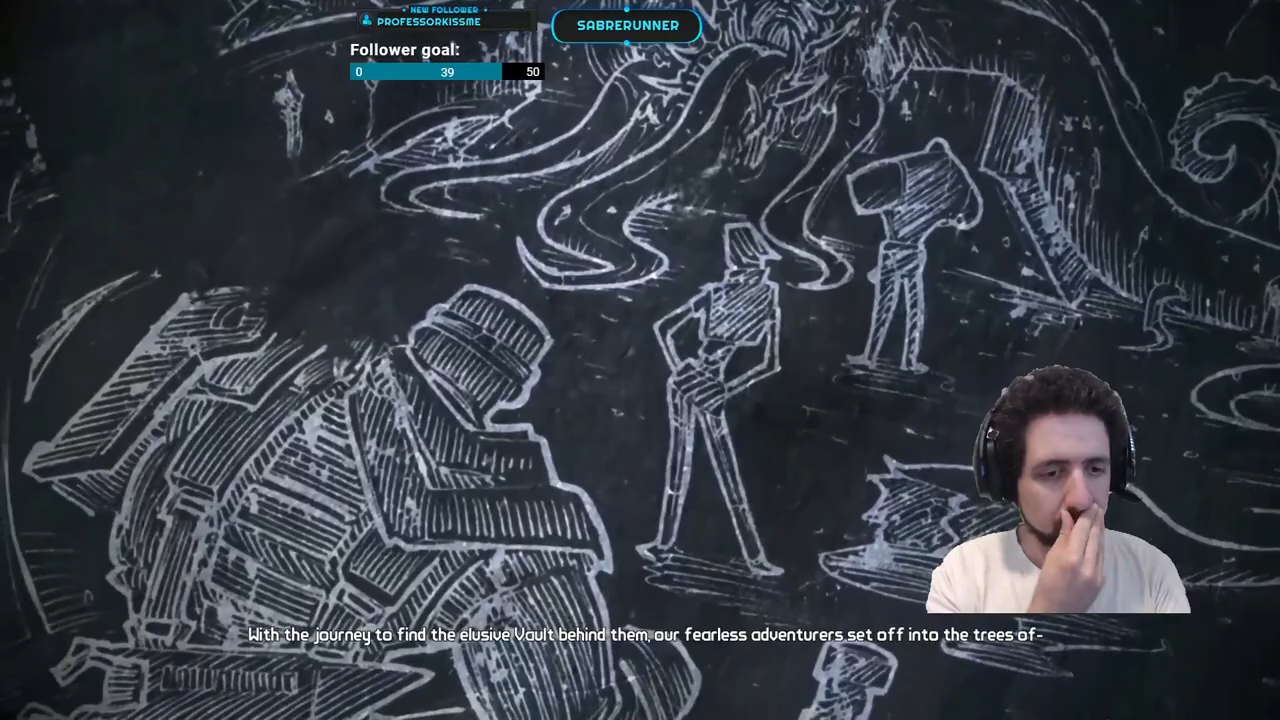 NEW FOLLOWER
PROFESSORKISSME
SABRERUNNER
Follower goal:
0 39 50
With the journey to find the elusive Vault behind them, our fearless adventurers set off into the trees of-